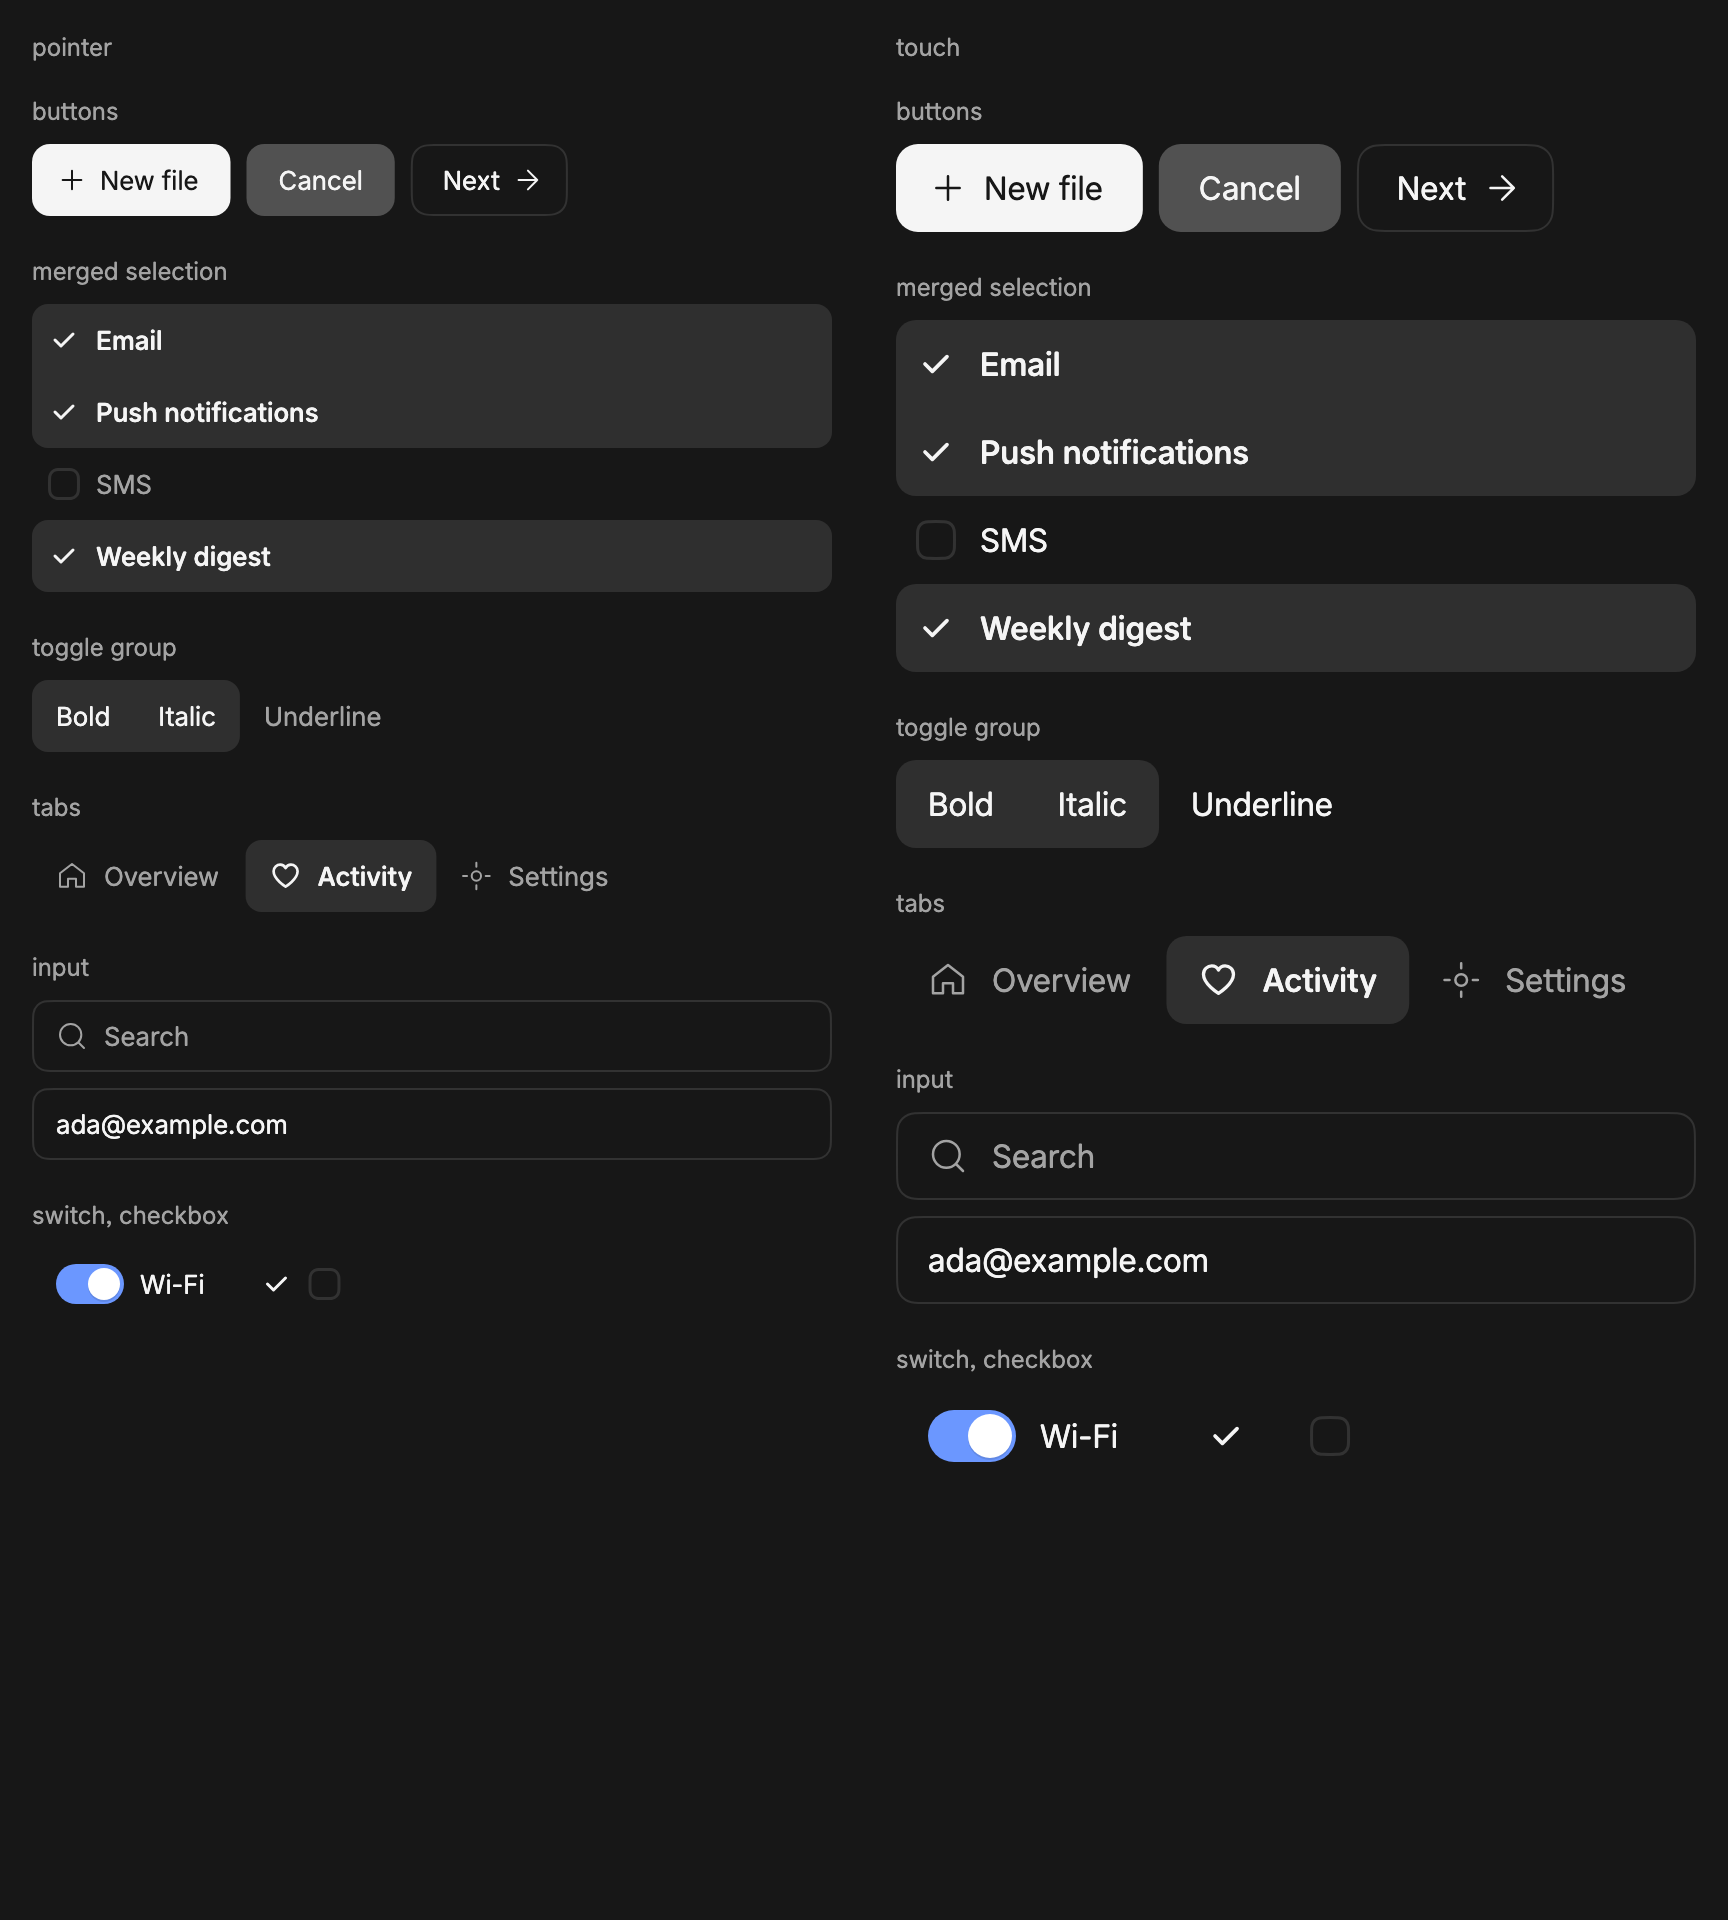 pointer
buttons
New file
Cancel
Next
merged selection
Email
Push notifications
SMS
Weekly digest
toggle group
Bold
Italic
Underline
tabs
Overview
Activity
Settings
input
Search
ada@example.com
switch, checkbox
Wi-Fi
touch
buttons
New file
Cancel
Next
merged selection
Email
Push notifications
SMS
Weekly digest
toggle group
Bold
Italic
Underline
tabs
Overview
Activity
Settings
input
Search
ada@example.com
switch, checkbox
Wi-Fi